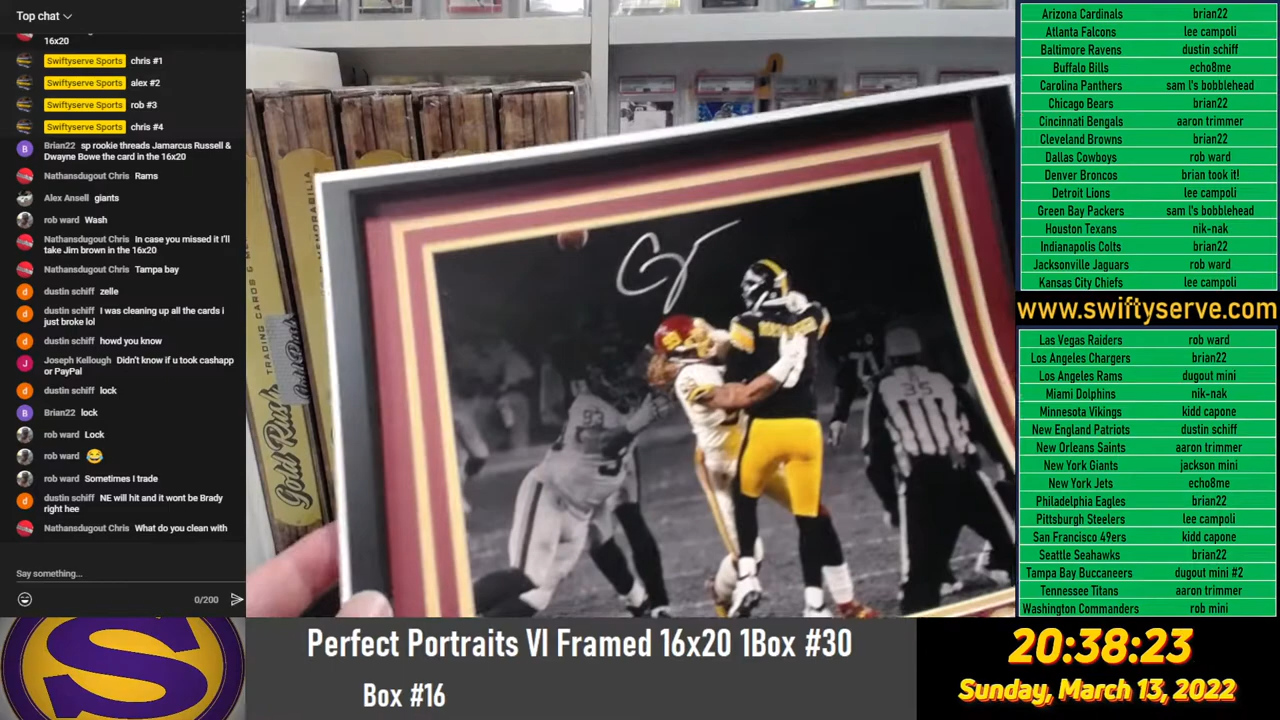 Top chat
16x20
Swiftyserve Sports chris #1
Swiftyserve Sports alex #2
Swiftyserve Sports rob #3
Swiftyserve Sports chris #4
Brian22 sp rookie threads Jamarcus Russell &
Dwayne Bowe the card in the 16x20
Nathansdugout Chris Rams
Alex Ansell giants
rob ward Wash
Nathansdugout Chris In case you missed it I'll
take Jim brown in the 16x20
Nathansdugout Chris Tampa bay
dustin schiff zelle
dustin schiff I was cleaning up all the cards i
just broke lol
dustin schiff howd you know
Joseph Kellough Didn't know if u took cashapp
or PayPal
dustin schiff lock
Brian22 lock
rob ward Lock
rob ward 😂
rob ward Sometimes I trade
dustin schiff NE will hit and it wont be Brady
right hee
Nathansdugout Chris What do you clean with
Say something...
0/200
S
TRADING CARDS & MEMORABILIA
Gold Rush
35
Perfect Portraits VI Framed 16x20 1Box #30
Box #16
Arizona Cardinals brian22
Atlanta Falcons lee campoli
Baltimore Ravens dustin schiff
Buffalo Bills echo8me
Carolina Panthers sam l's bobblehead
Chicago Bears brian22
Cincinnati Bengals aaron trimmer
Cleveland Browns brian22
Dallas Cowboys rob ward
Denver Broncos brian took it!
Detroit Lions lee campoli
Green Bay Packers sam l's bobblehead
Houston Texans nik-nak
Indianapolis Colts brian22
Jacksonville Jaguars rob ward
Kansas City Chiefs lee campoli
www.swiftyserve.com
Las Vegas Raiders rob ward
Los Angeles Chargers brian22
Los Angeles Rams dugout mini
Miami Dolphins nik-nak
Minnesota Vikings kidd capone
New England Patriots dustin schiff
New Orleans Saints aaron trimmer
New York Giants jackson mini
New York Jets echo8me
Philadelphia Eagles brian22
Pittsburgh Steelers lee campoli
San Francisco 49ers kidd capone
Seattle Seahawks brian22
Tampa Bay Buccaneers dugout mini #2
Tennessee Titans aaron trimmer
Washington Commanders rob mini
20:38:23
Sunday, March 13, 2022